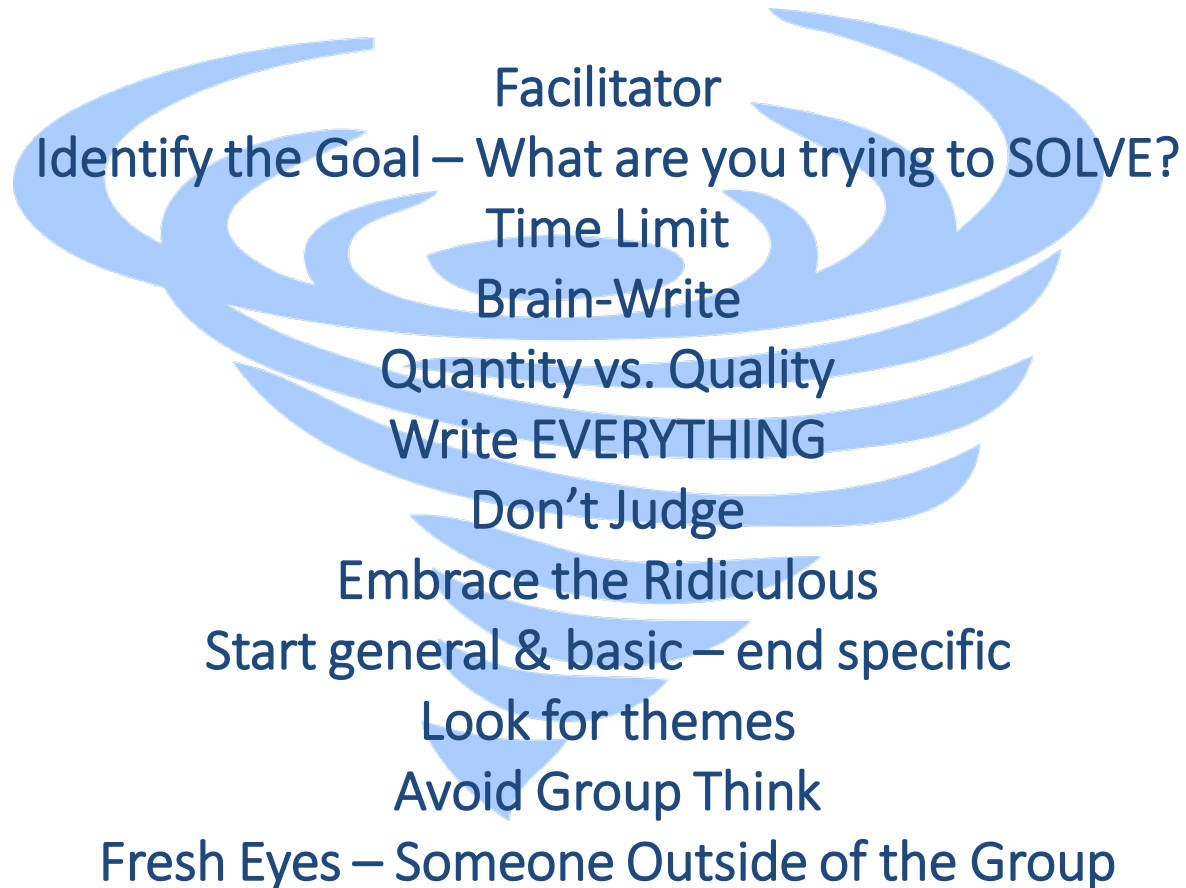 Facilitator
Identify the Goal – What are you trying to SOLVE?
Time Limit
Brain-Write
Quantity vs. Quality
Write EVERYTHING
Don’t Judge
Embrace the Ridiculous
Start general & basic – end specific
Look for themes
Avoid Group Think
Fresh Eyes – Someone Outside of the Group